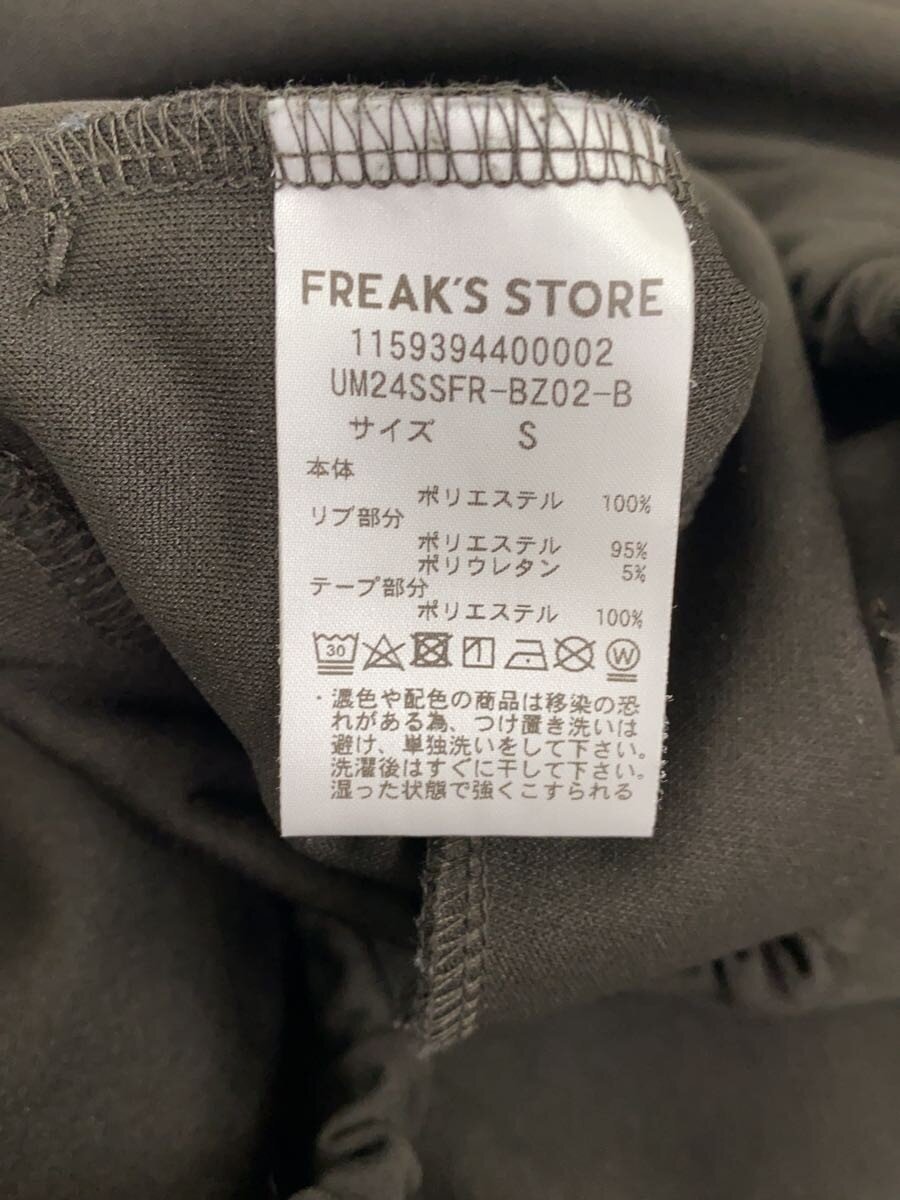 FREAK'S STORE
1159394400002
UM24SSFR-BZ02-B
サイズ S
本体
ポリエステル 100%
リブ部分
ポリエステル 95%
ポリウレタン 5%
テープ部分
ポリエステル 100%
30 W
・濃色や配色の商品は移染の恐
れがある為、つけ置き洗いは
避け、単独洗いをして下さい。
洗濯後はすぐに干して下さい。
湿った状態で強くこすられる